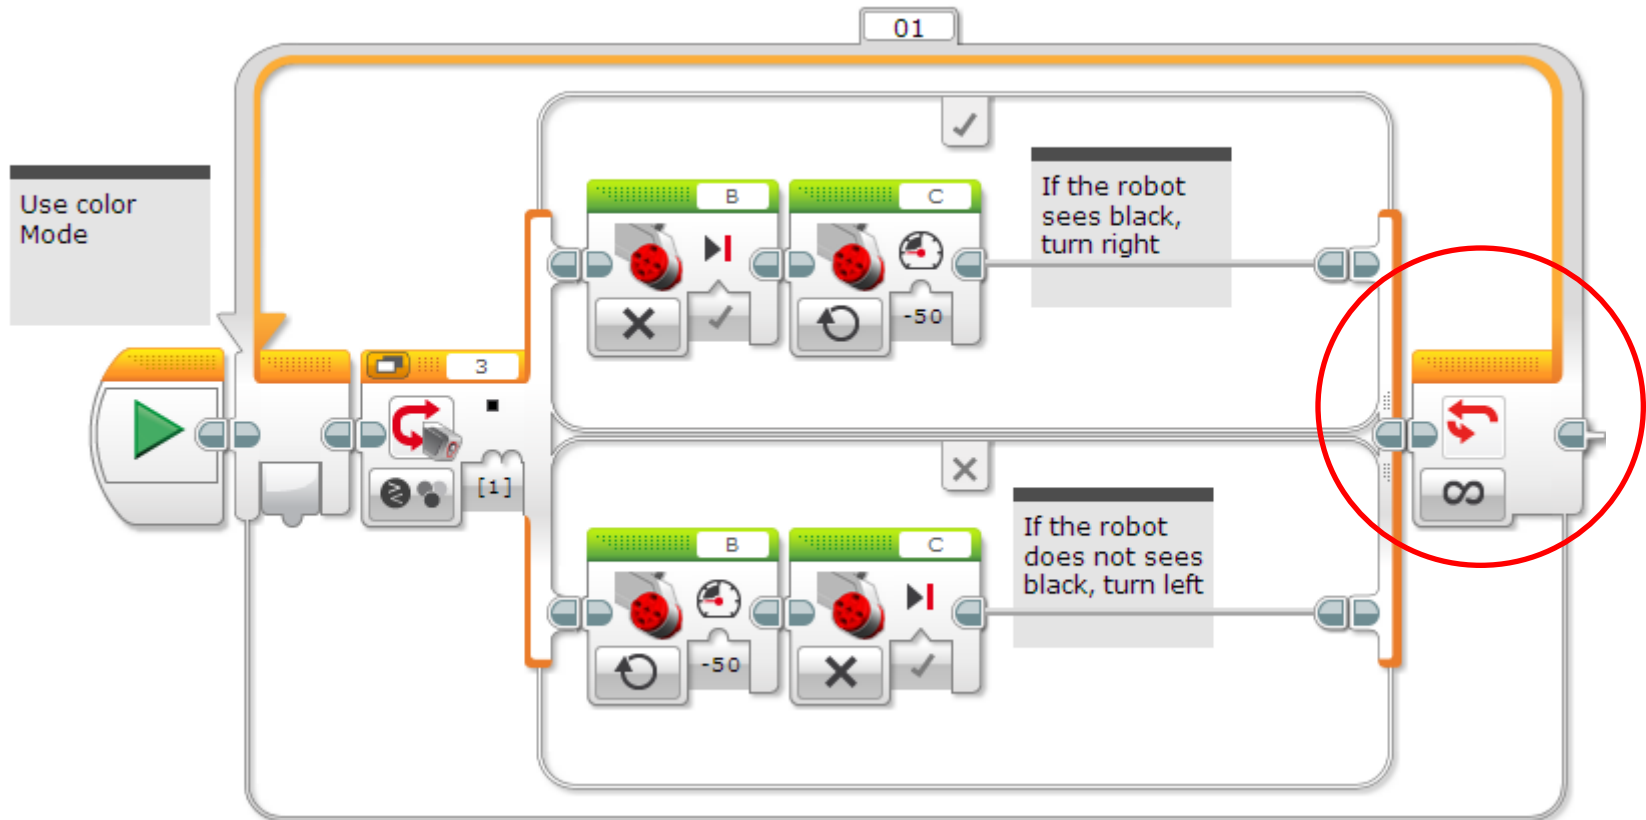 01
Use color
Mode
B
C
If the robot
sees black,
turn right
-50
3
[1]
B
C
If the robot
does not sees
black, turn left
-50